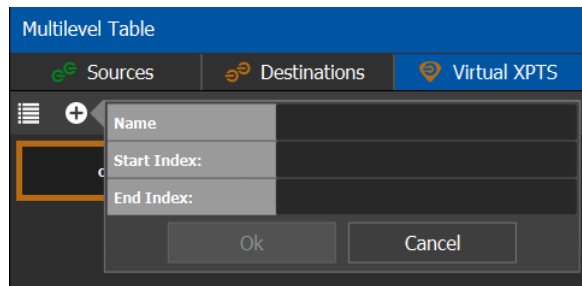 Multilevel Table
Sources Destinations Virtual XPTS
Name
Start Index:
End Index:
Ok Cancel